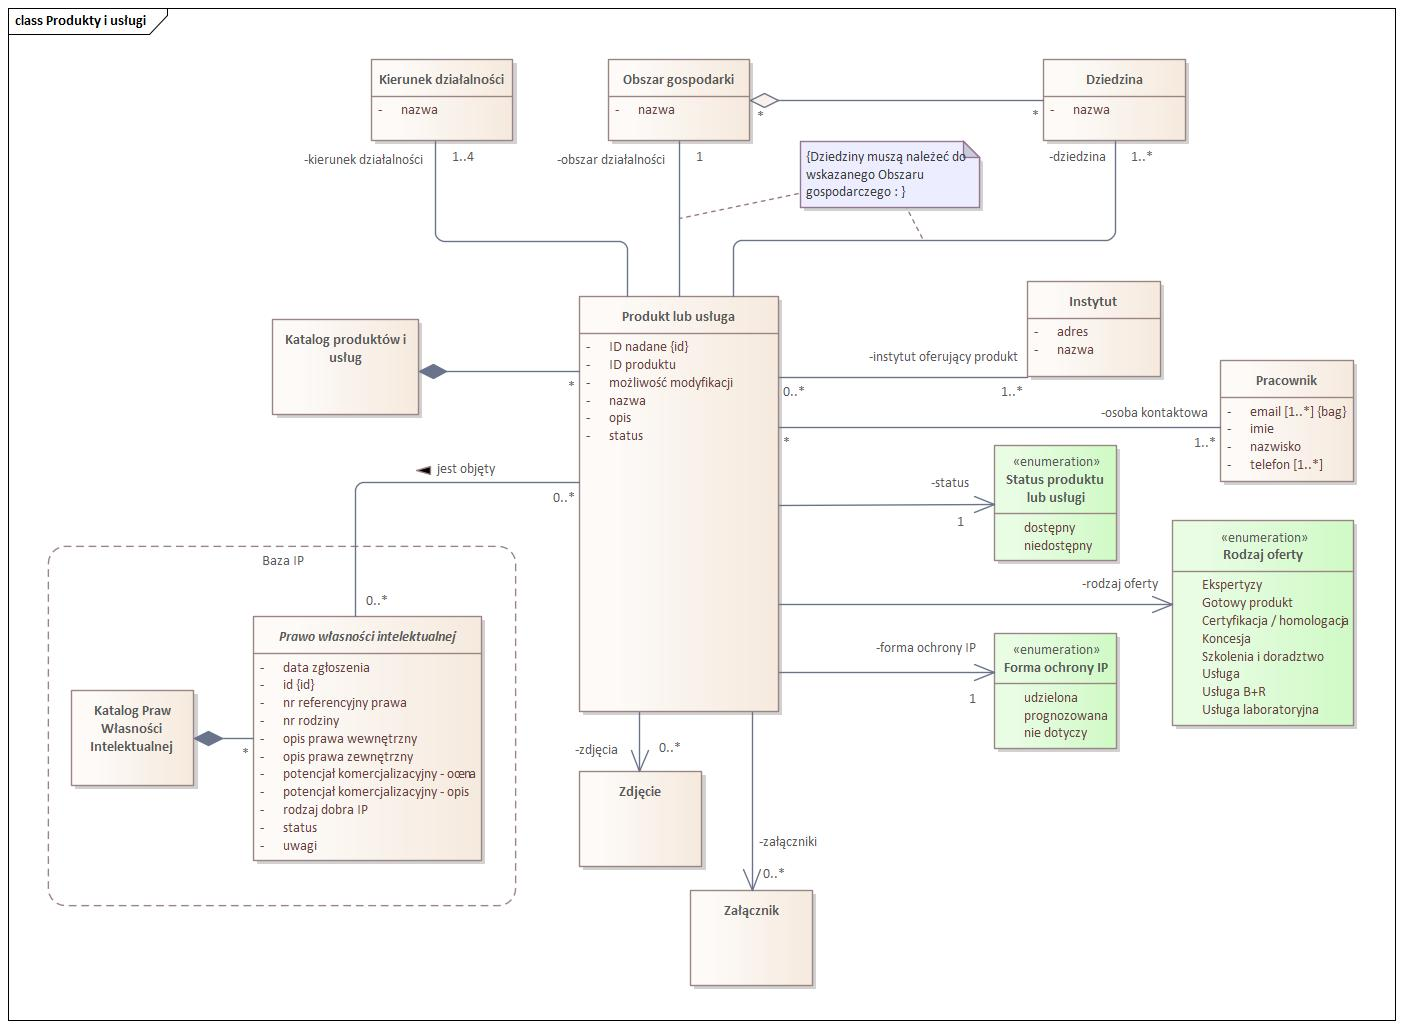 class Produkty i usługi
Kierunek działalności
- nazwa
Obszar gospodarki
- nazwa
Dziedzina
- nazwa
*
*
-kierunek działalności
1..4
-obszar działalności
1
-dziedzina
1..*
{Dziedziny muszą należeć do
wskazanego Obszaru
gospodarczego : }
Katalog produktów i
usług
*
Produkt lub usługa
- ID nadane {id}
- ID produktu
- możliwość modyfikacji
- nazwa
- opis
- status
Instytut
- adres
- nazwa
-instytut oferujący produkt
0..*
1..*
Pracownik
- email [1..*] {bag}
- imie
- nazwisko
- telefon [1..*]
-osoba kontaktowa
*
1..*
jest objęty
0..*
0..*
-status
1
«enumeration»
Status produktu
lub usługi
dostępny
niedostępny
-rodzaj oferty
«enumeration»
Rodzaj oferty
Ekspertyzy
Gotowy produkt
Certyfikacja / homologacja
Koncesja
Szkolenia i doradztwo
Usługa
Usługa B+R
Usługa laboratoryjna
-forma ochrony IP
1
«enumeration»
Forma ochrony IP
udzielona
prognozowana
nie dotyczy
Baza IP
Prawo własności intelektualnej
- data zgłoszenia
- id {id}
- nr referencyjny prawa
- nr rodziny
- opis prawa wewnętrzny
- opis prawa zewnętrzny
- potencjał komercjalizacyjny - ocena
- potencjał komercjalizacyjny - opis
- rodzaj dobra IP
- status
- uwagi
Katalog Praw
Własności
Intelektualnej
*
-zdjęcia
0..*
Zdjęcie
-załączniki
0..*
Załącznik